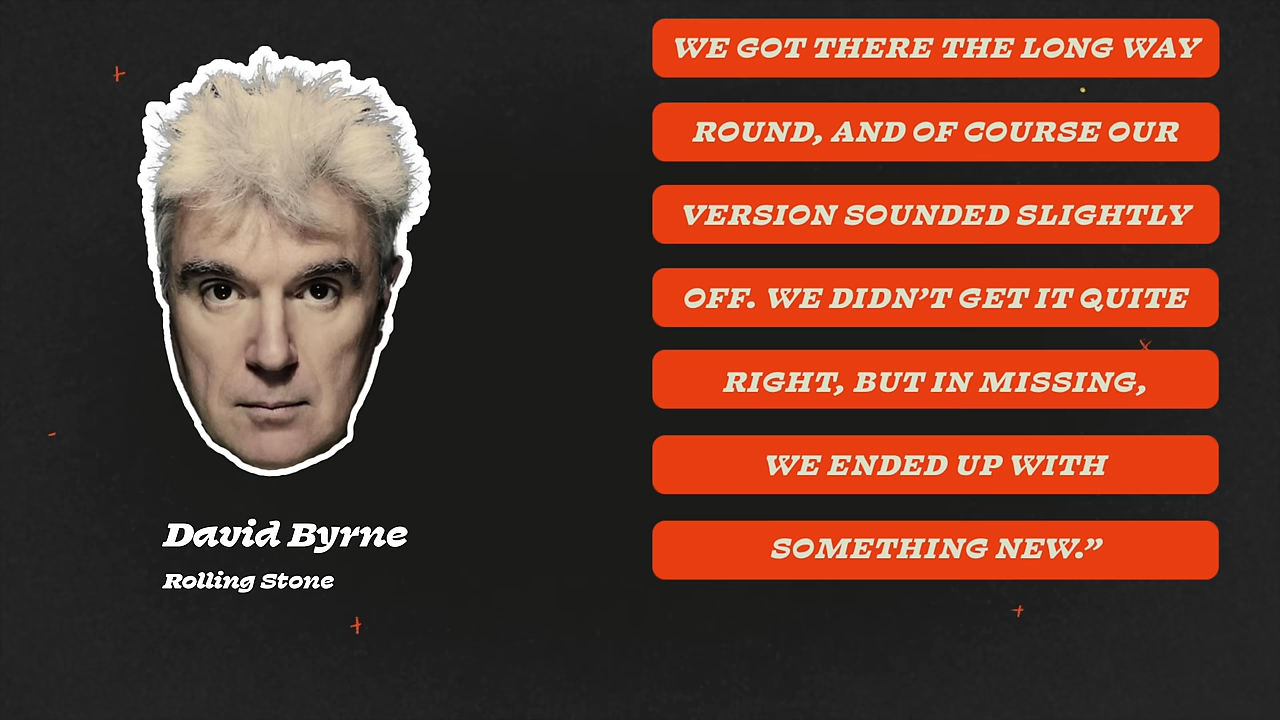 WE GOT THERE THE LONG WAY
ROUND, AND OF COURSE OUR
VERSION SOUNDED SLIGHTLY
OFF. WE DIDN’T GET IT QUITE
RIGHT, BUT IN MISSING,
WE ENDED UP WITH
SOMETHING NEW.”
David Byrne
Rolling Stone